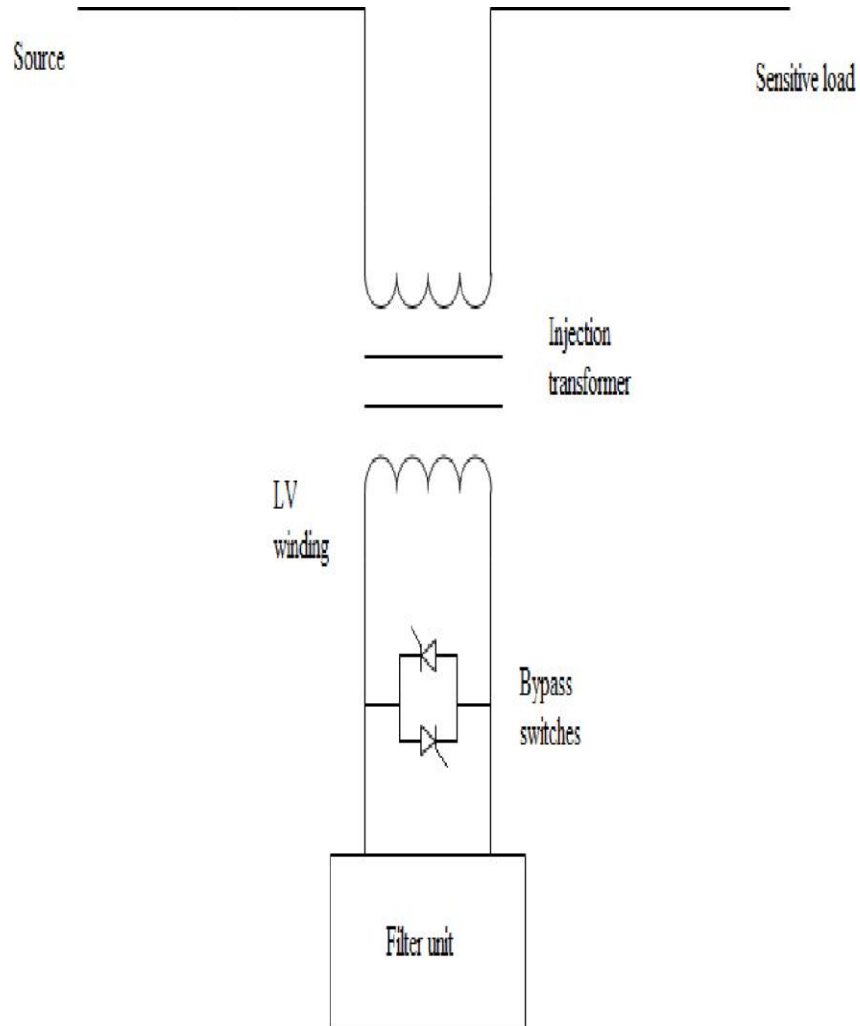 Source
Sensitive load
Injection
transformer
LV
winding
Bypass
switches
Filter unit